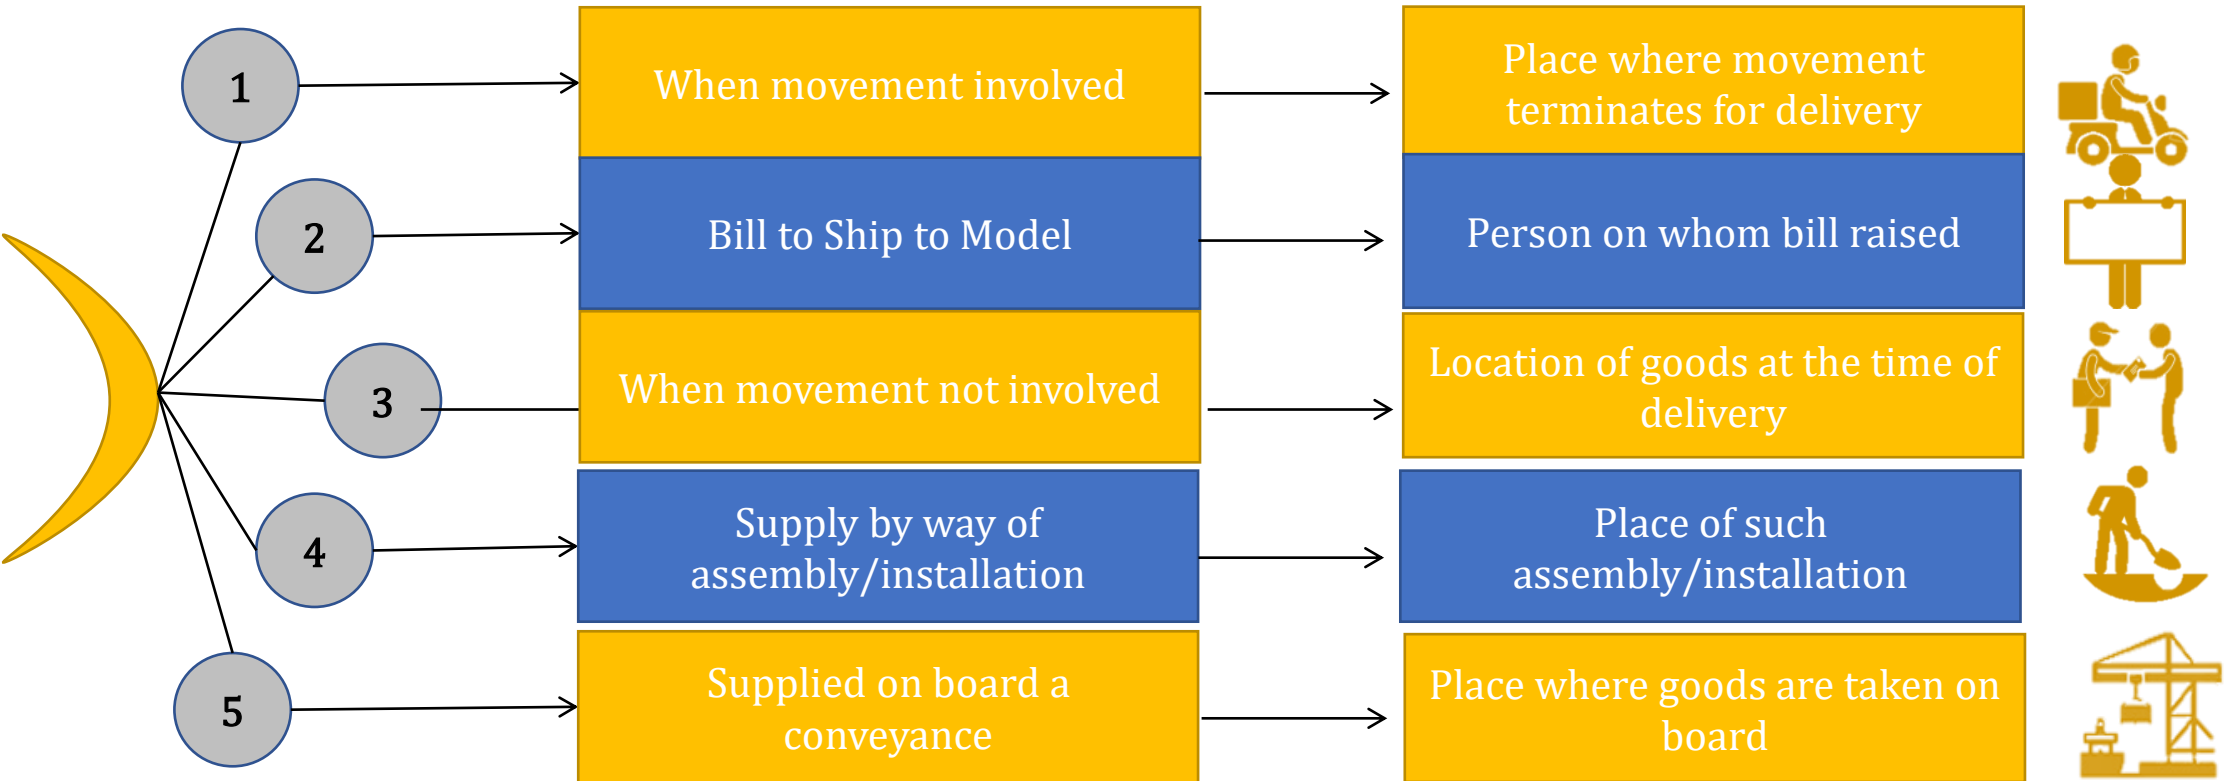 1
When movement involved
Place where movement
terminates for delivery
2
Bill to Ship to Model
Person on whom bill raised
3
When movement not involved
Location of goods at the time of
delivery
4
Supply by way of
assembly/installation
Place of such
assembly/installation
5
Supplied on board a
conveyance
Place where goods are taken on
board